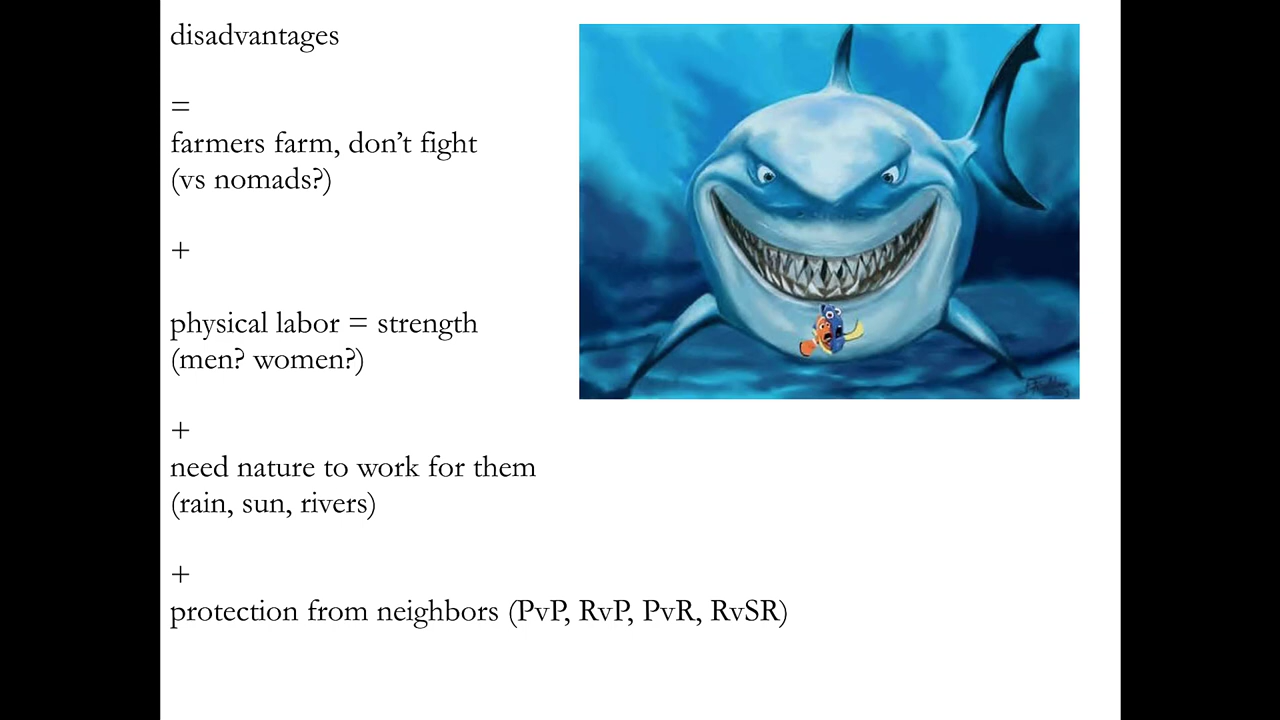 disadvantages
=
farmers farm, don’t fight
(vs nomads?)
+
physical labor = strength
(men? women?)
+
need nature to work for them
(rain, sun, rivers)
+
protection from neighbors (PvP, RvP, PvR, RvSR)